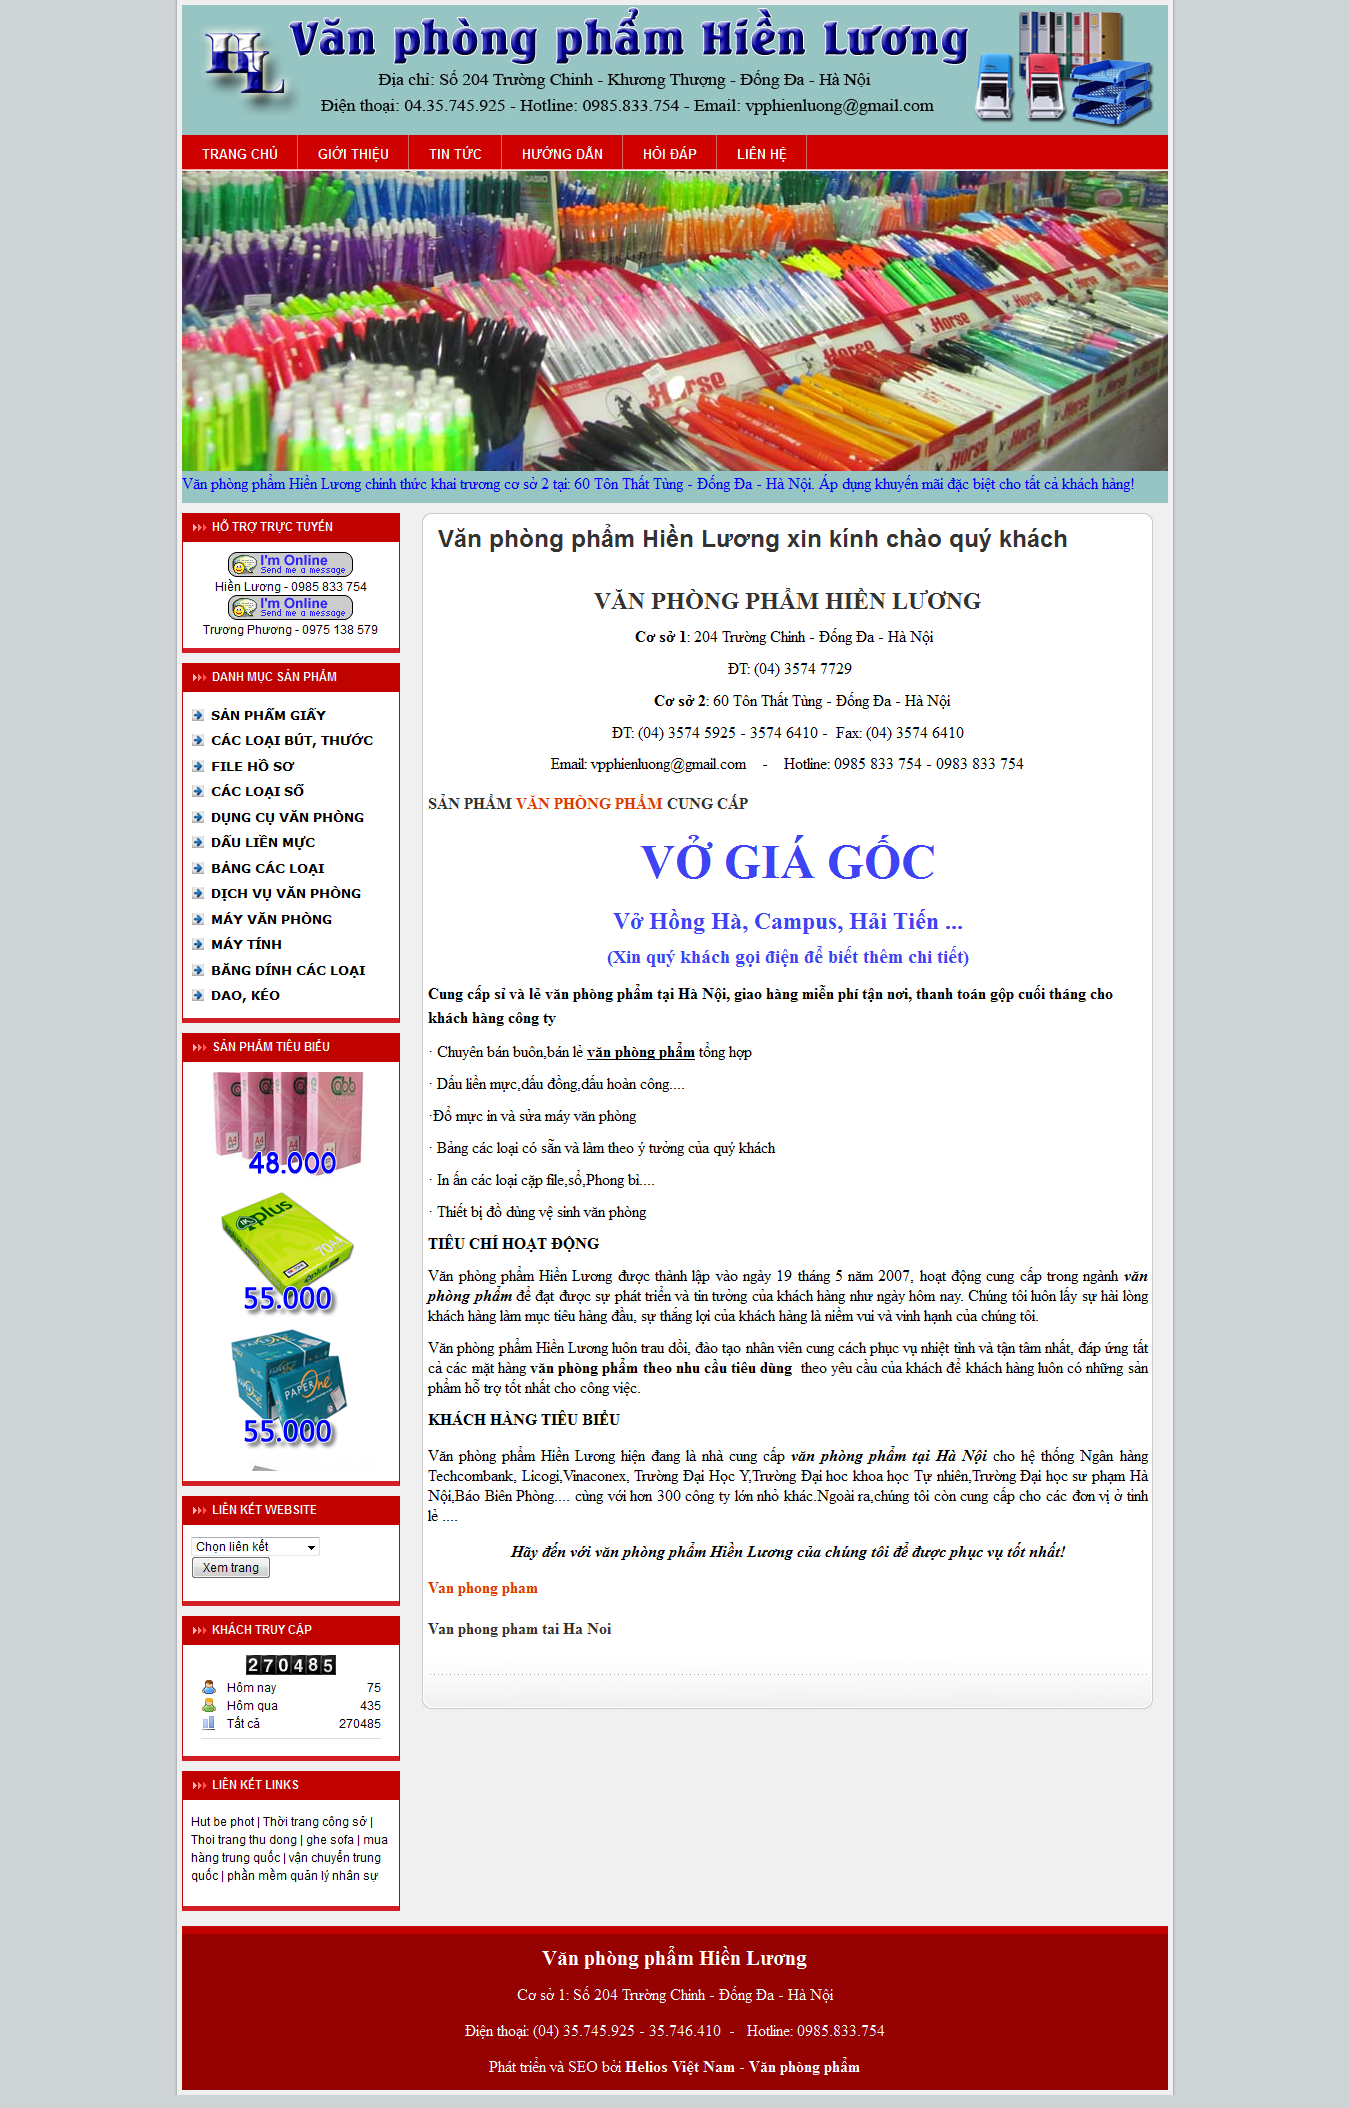 HL
Văn phòng phẩm Hiền Lương
Địa chỉ: Số 204 Trường Chinh - Khương Thượng - Đống Đa - Hà Nội
Điện thoại: 04.35.745.925 - Hotline: 0985.833.754 - Email: vpphienluong@gmail.com
TRANG CHỦ
GIỚI THIỆU
TIN TỨC
HƯỚNG DẪN
HỎI ĐÁP
LIÊN HỆ
Horse
Horse
Horse
Horse
Horse
Horse
Văn phòng phẩm Hiền Lương chính thức khai trương cơ sở 2 tại: 60 Tôn Thất Tùng - Đống Đa - Hà Nội. Áp dụng khuyến mãi đặc biệt cho tất cả khách hàng!
HỖ TRỢ TRỰC TUYẾN
I'm Online
Send me a message
Hiền Lương - 0985 833 754
I'm Online
Send me a message
Trương Phương - 0975 138 579
DANH MỤC SẢN PHẨM
SẢN PHẨM GIẤY
CÁC LOẠI BÚT, THƯỚC
FILE HỒ SƠ
CÁC LOẠI SỔ
DỤNG CỤ VĂN PHÒNG
DẤU LIỀN MỰC
BẢNG CÁC LOẠI
DỊCH VỤ VĂN PHÒNG
MÁY VĂN PHÒNG
MÁY TÍNH
BĂNG DÍNH CÁC LOẠI
DAO, KÉO
SẢN PHẨM TIÊU BIỂU
Abb
A4
A4
A4
A4
48.000
IK plus
70A4
55.000
PAPER One
PAPER One
55.000
LIÊN KẾT WEBSITE
Chọn liên kết
Xem trang
KHÁCH TRUY CẬP
270485
Hôm nay 75
Hôm qua 435
Tất cả 270485
LIÊN KẾT LINKS
Hut be phot | Thời trang công sở |
Thoi trang thu dong | ghe sofa | mua
hàng trung quốc | vận chuyển trung
quốc | phần mềm quản lý nhân sự
Văn phòng phẩm Hiền Lương xin kính chào quý khách
VĂN PHÒNG PHẨM HIỀN LƯƠNG
Cơ sở 1: 204 Trường Chinh - Đống Đa - Hà Nội
ĐT: (04) 3574 7729
Cơ sở 2: 60 Tôn Thất Tùng - Đống Đa - Hà Nội
ĐT: (04) 3574 5925 - 3574 6410 - Fax: (04) 3574 6410
Email: vpphienluong@gmail.com - Hotline: 0985 833 754 - 0983 833 754
SẢN PHẨM VĂN PHÒNG PHẨM CUNG CẤP
VỞ GIÁ GỐC
Vở Hồng Hà, Campus, Hải Tiến ...
(Xin quý khách gọi điện để biết thêm chi tiết)
Cung cấp sỉ và lẻ văn phòng phẩm tại Hà Nội, giao hàng miễn phí tận nơi, thanh toán gộp cuối tháng cho
khách hàng công ty
· Chuyên bán buôn,bán lẻ văn phòng phẩm tổng hợp
· Dấu liền mực,dấu đồng,dấu hoàn công....
·Đổ mực in và sửa máy văn phòng
· Bảng các loại có sẵn và làm theo ý tưởng của quý khách
· In ấn các loại cặp file,sổ,Phong bì....
· Thiết bị đồ dùng vệ sinh văn phòng
TIÊU CHÍ HOẠT ĐỘNG
Văn phòng phẩm Hiền Lương được thành lập vào ngày 19 tháng 5 năm 2007, hoạt động cung cấp trong ngành văn
phòng phẩm để đạt được sự phát triển và tin tưởng của khách hàng như ngày hôm nay. Chúng tôi luôn lấy sự hài lòng
khách hàng làm mục tiêu hàng đầu, sự thắng lợi của khách hàng là niềm vui và vinh hạnh của chúng tôi.
Văn phòng phẩm Hiền Lương luôn trau dồi, đào tạo nhân viên cung cách phục vụ nhiệt tình và tận tâm nhất, đáp ứng tất
cả các mặt hàng văn phòng phẩm theo nhu cầu tiêu dùng theo yêu cầu của khách để khách hàng luôn có những sản
phẩm hỗ trợ tốt nhất cho công việc.
KHÁCH HÀNG TIÊU BIỂU
Văn phòng phẩm Hiền Lương hiện đang là nhà cung cấp văn phòng phẩm tại Hà Nội cho hệ thống Ngân hàng
Techcombank, Licogi,Vinaconex, Trường Đại Học Y,Trường Đại hoc khoa học Tự nhiên,Trường Đại học sư phạm Hà
Nội,Báo Biên Phòng.... cùng với hơn 300 công ty lớn nhỏ khác.Ngoài ra,chúng tôi còn cung cấp cho các đơn vị ở tỉnh
lẻ ....
Hãy đến với văn phòng phẩm Hiền Lương của chúng tôi để được phục vụ tốt nhất!
Van phong pham
Van phong pham tai Ha Noi
Văn phòng phẩm Hiền Lương
Cơ sở 1: Số 204 Trường Chinh - Đống Đa - Hà Nội
Điện thoại: (04) 35.745.925 - 35.746.410 - Hotline: 0985.833.754
Phát triển và SEO bởi Helios Việt Nam - Văn phòng phẩm